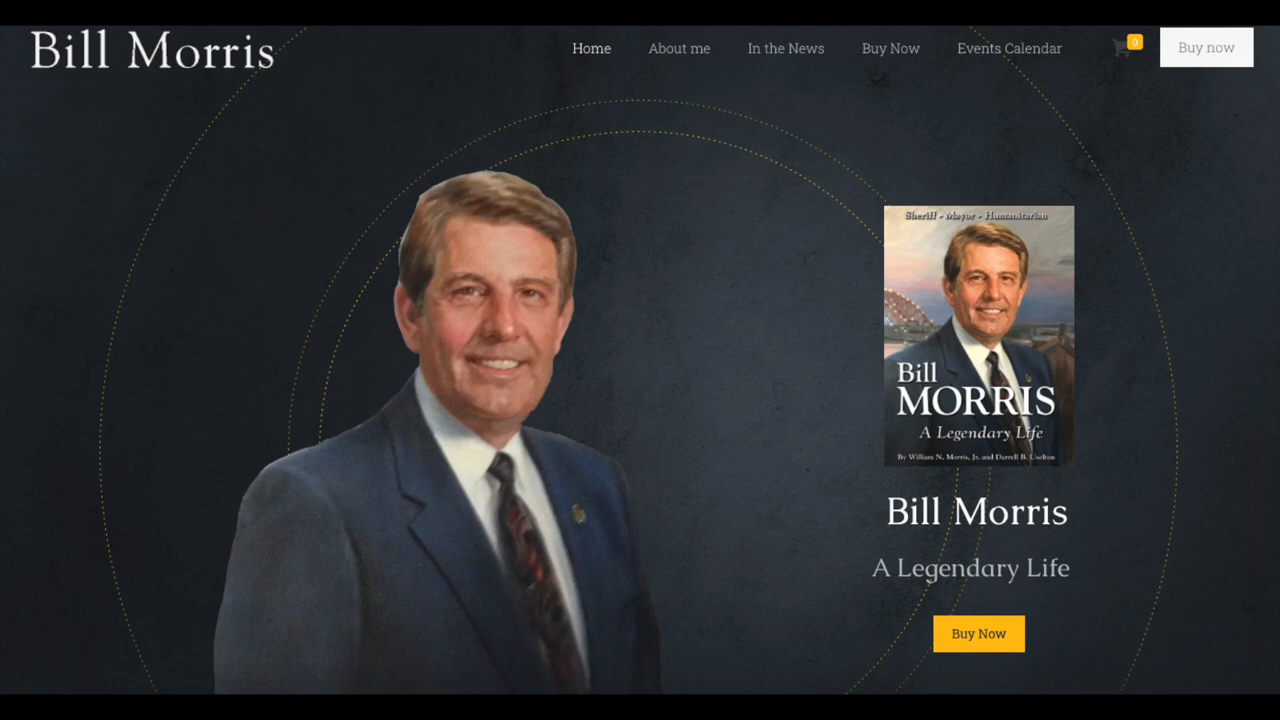 Bill Morris
Home
About me
In the News
Buy Now
Events Calendar
0
Buy now
Sheriff - Mayor - Humanitarian
Bill
MORRIS
A Legendary Life
By William N. Morris, Jr. and Darrell B. Uselton
Bill Morris
A Legendary Life
Buy Now